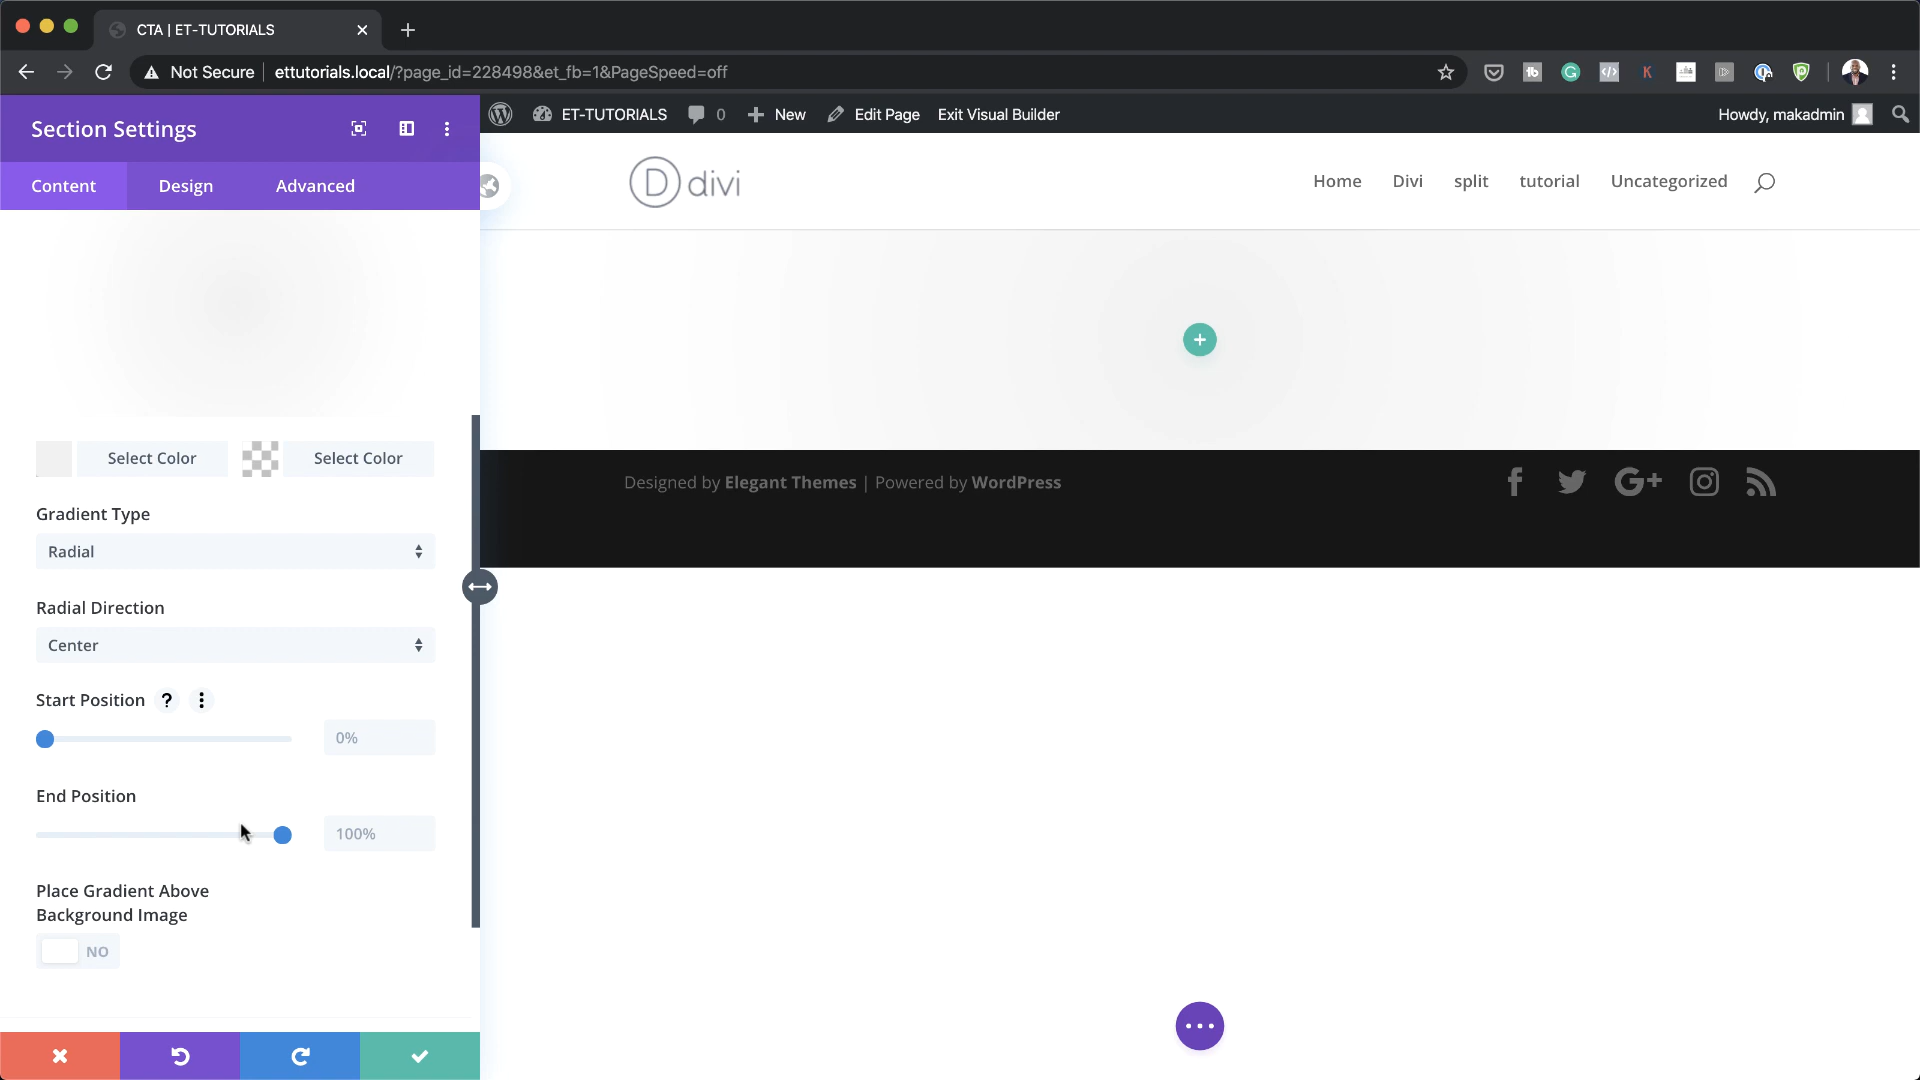 CTA | ET-TUTORIALS
Not Secure
ettutorials.local/?page_id=228498&et_fb=1&PageSpeed=off
Section Settings
ET-TUTORIALS
0
New
Edit Page
Exit Visual Builder
Howdy, makadmin
Content
Design
Advanced
divi
Home
Divi
split
tutorial
Uncategorized
Select Color
Select Color
Designed by Elegant Themes | Powered by WordPress
Gradient Type
Radial
Radial Direction
Center
Start Position ?
0%
End Position
100%
Place Gradient Above
Background Image
NO